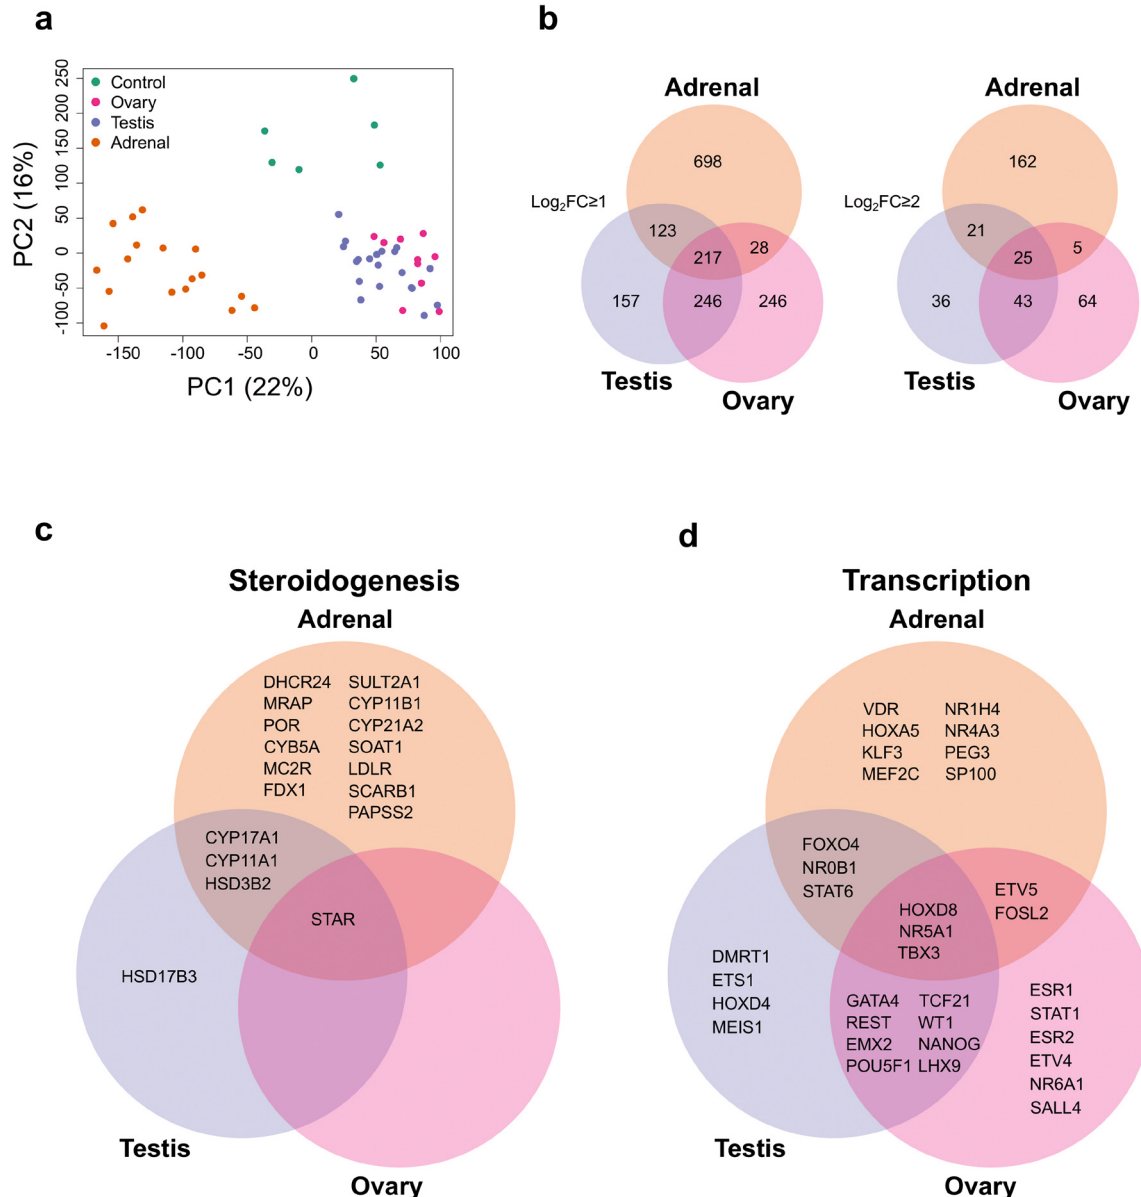 a
Control
Ovary
Testis
Adrenal
PC2 (16%)
250
200
150
100
50
0
-50
-100
-150
-100
-50
0
50
100
PC1 (22%)
b
Adrenal
Log2FC≥1
698
123
28
217
157
246
246
Testis
Ovary
Adrenal
Log2FC≥2
162
21
5
25
36
43
64
Testis
Ovary
c
Steroidogenesis
Adrenal
DHCR24 SULT2A1
MRAP CYP11B1
POR CYP21A2
CYB5A SOAT1
MC2R LDLR
FDX1 SCARB1
PAPSS2
CYP17A1
CYP11A1
HSD3B2
STAR
HSD17B3
Testis
Ovary
d
Transcription
Adrenal
VDR NR1H4
HOXA5 NR4A3
KLF3 PEG3
MEF2C SP100
FOXO4
NR0B1
STAT6
ETV5
FOSL2
HOXD8
NR5A1
TBX3
DMRT1
ETS1
HOXD4
MEIS1
GATA4 TCF21
REST WT1
EMX2 NANOG
POU5F1 LHX9
ESR1
STAT1
ESR2
ETV4
NR6A1
SALL4
Testis
Ovary